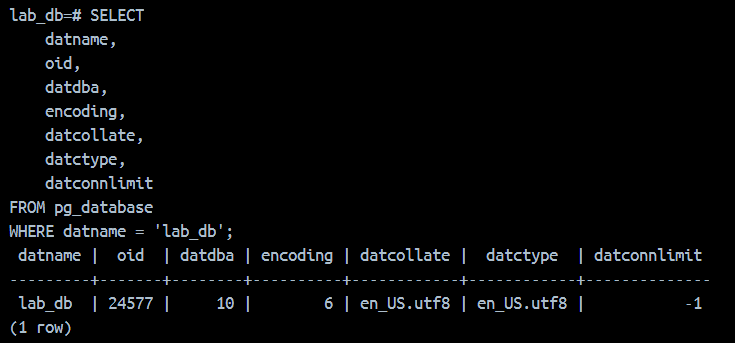 lab_db=# SELECT
    datname,
    oid,
    datdba,
    encoding,
    datcollate,
    datctype,
    datconnlimit
FROM pg_database
WHERE datname = 'lab_db';
 datname |  oid  | datdba | encoding | datcollate |  datctype  | datconnlimit
---------+-------+--------+----------+------------+------------+--------------
 lab_db  | 24577 |     10 |        6 | en_US.utf8 | en_US.utf8 |           -1
(1 row)